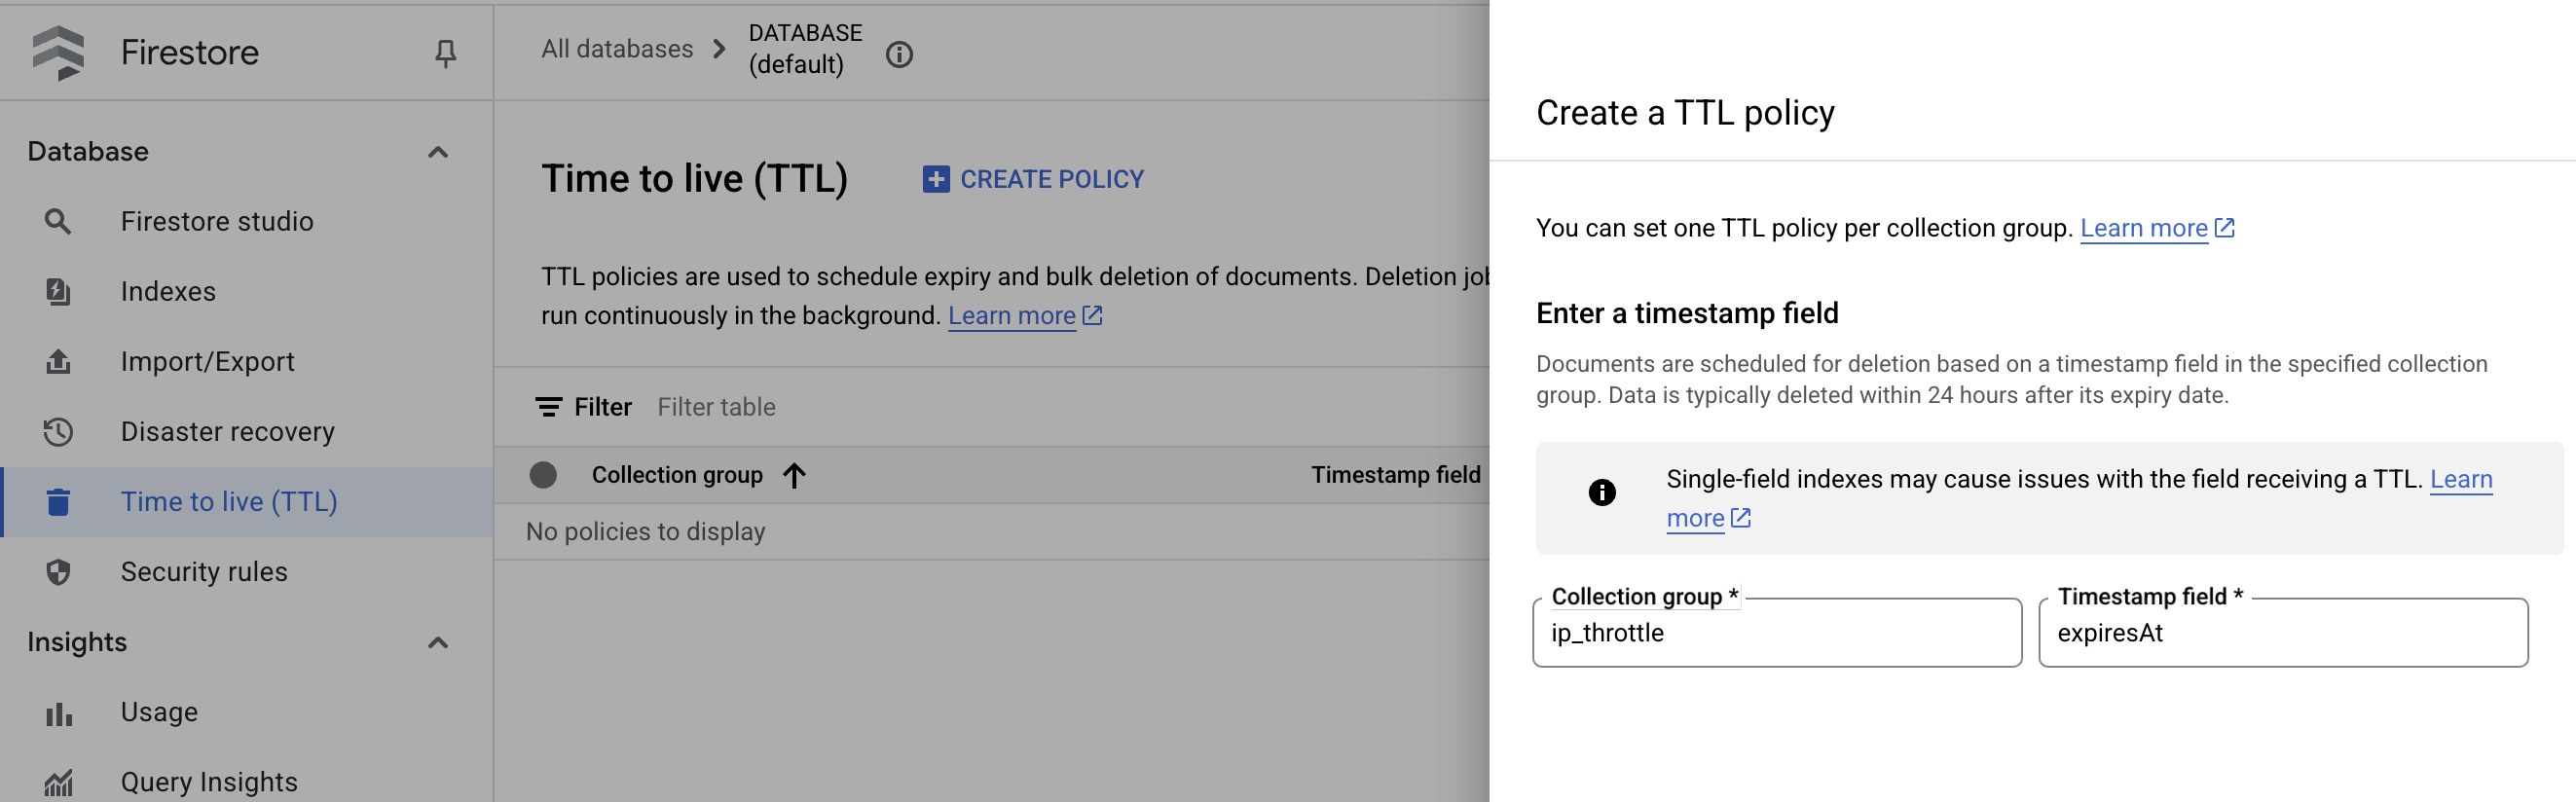 Firestore
Database
Firestore studio
Indexes
Import/Export
Disaster recovery
Time to live (TTL)
Security rules
Insights
Usage
Query Insights
All databases
DATABASE
(default)
Time to live (TTL)
CREATE POLICY
TTL policies are used to schedule expiry and bulk deletion of documents. Deletion job
run continuously in the background. Learn more
Filter Filter table
Collection group Timestamp field
No policies to display
Create a TTL policy
You can set one TTL policy per collection group. Learn more
Enter a timestamp field
Documents are scheduled for deletion based on a timestamp field in the specified collection
group. Data is typically deleted within 24 hours after its expiry date.
Single-field indexes may cause issues with the field receiving a TTL. Learn
more
Collection group *
ip_throttle
Timestamp field *
expiresAt